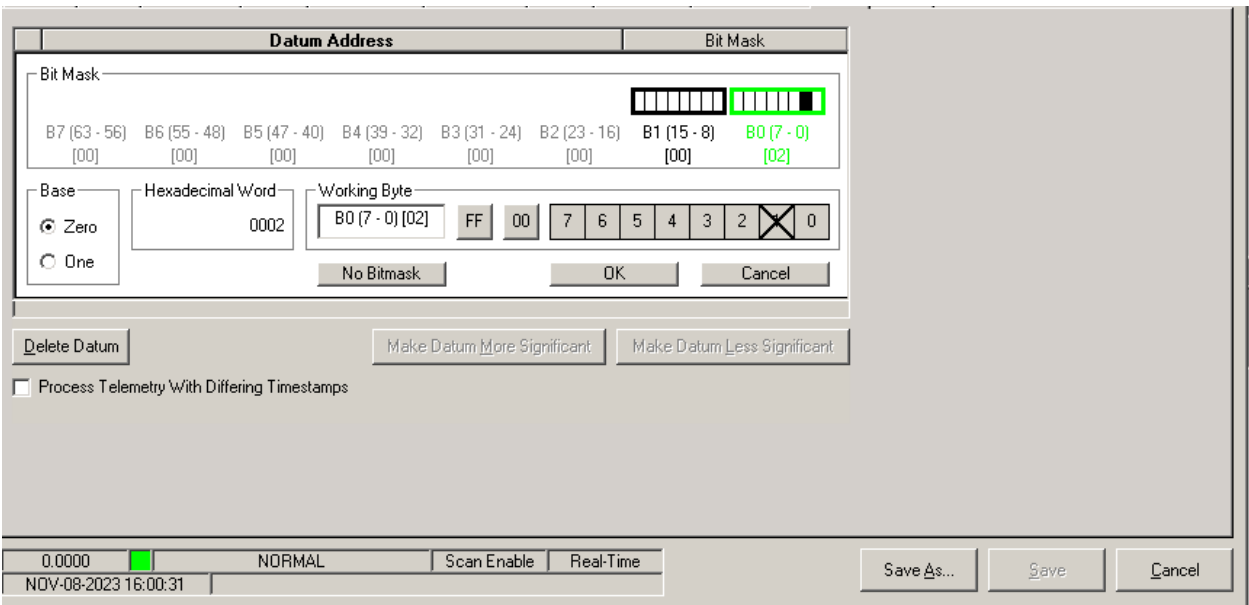 Datum Address Bit Mask
Bit Mask
B7 (63 - 56) B6 (55 - 48) B5 (47 - 40) B4 (39 - 32) B3 (31 - 24) B2 (23 - 16) B1 (15 - 8) B0 (7 - 0)
[00] [00] [00] [00] [00] [00] [00] [02]
Base Hexadecimal Word Working Byte
Zero 0002 B0 (7 - 0) [02] FF 00 7 6 5 4 3 2 1 0
One
No Bitmask OK Cancel
Delete Datum Make Datum More Significant Make Datum Less Significant
Process Telemetry With Differing Timestamps
0.0000 NORMAL Scan Enable Real-Time
NOV-08-2023 16:00:31
Save As... Save Cancel